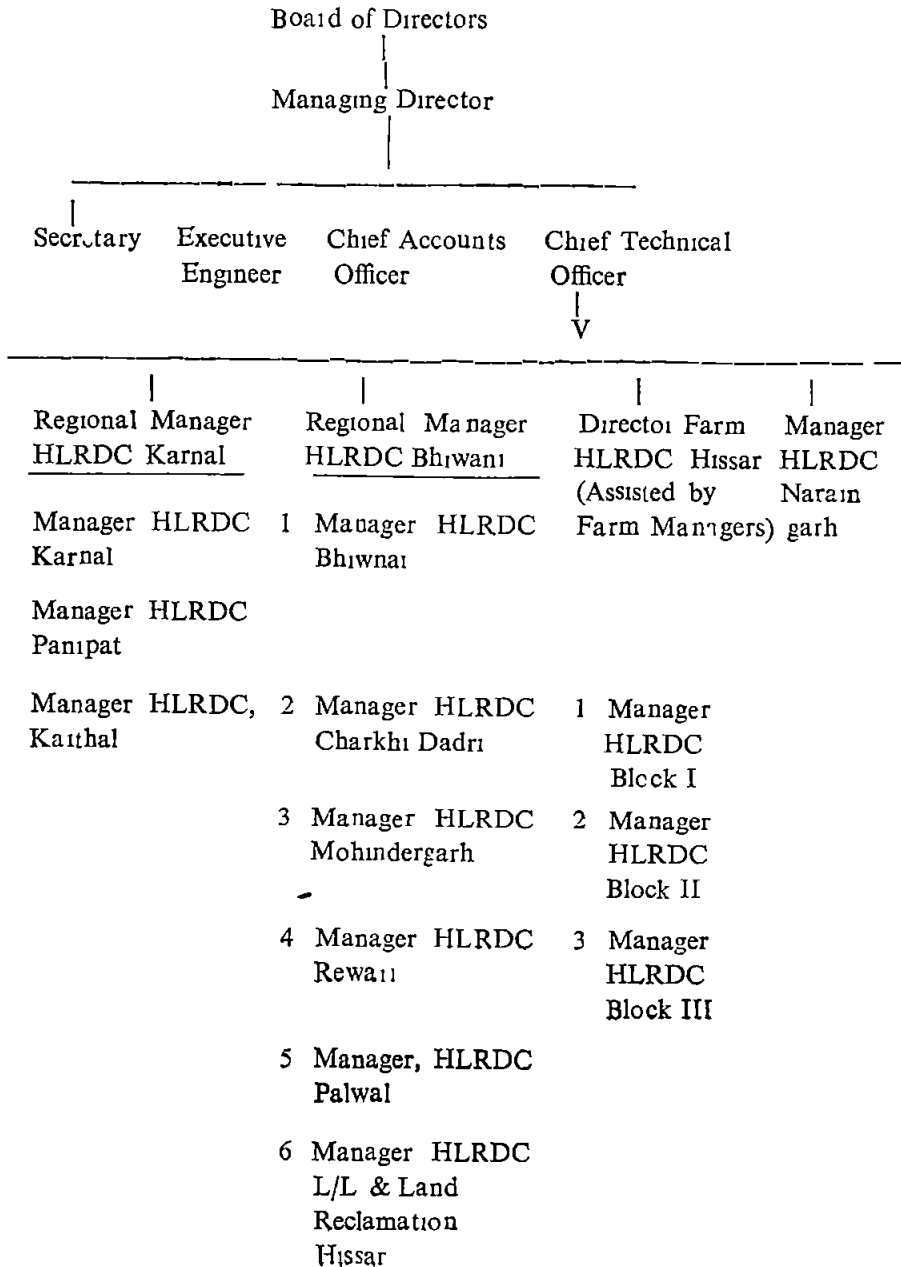 Board of Directors
Managing Director
Secretary Executive Engineer Chief Accounts Officer Chief Technical Officer
V
Regional Manager
HLRDC Karnal
Manager HLRDC
Karnal
Manager HLRDC
Panipat
Manager HLRDC,
Kaithal
Regional Manager
HLRDC Bhiwani
1 Manager HLRDC
Bhiwnai
2 Manager HLRDC
Charkhi Dadri
3 Manager HLRDC
Mohindergarh
4 Manager HLRDC
Rewari
5 Manager, HLRDC
Palwal
6 Manager HLRDC
L/L & Land
Reclamation
Hissar
Director Farm
HLRDC Hissar
(Assisted by
Farm Managers)
1 Manager
HLRDC
Block I
2 Manager
HLRDC
Block II
3 Manager
HLRDC
Block III
Manager
HLRDC
Narain
garh